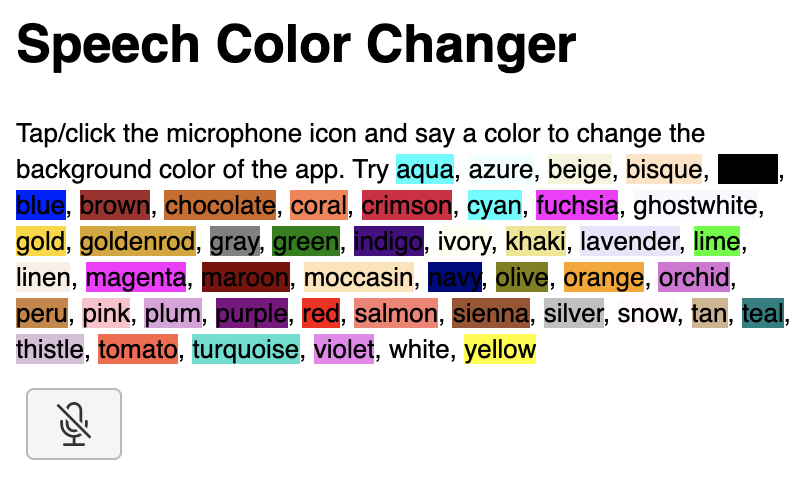 Speech Color Changer
Tap/click the microphone icon and say a color to change the
background color of the app. Try aqua, azure, beige, bisque, ,
blue, brown, chocolate, coral, crimson, cyan, fuchsia, ghostwhite,
gold, goldenrod, gray, green, indigo, ivory, khaki, lavender, lime,
linen, magenta, maroon, moccasin, navy, olive, orange, orchid,
peru, pink, plum, purple, red, salmon, sienna, silver, snow, tan, teal,
thistle, tomato, turquoise, violet, white, yellow